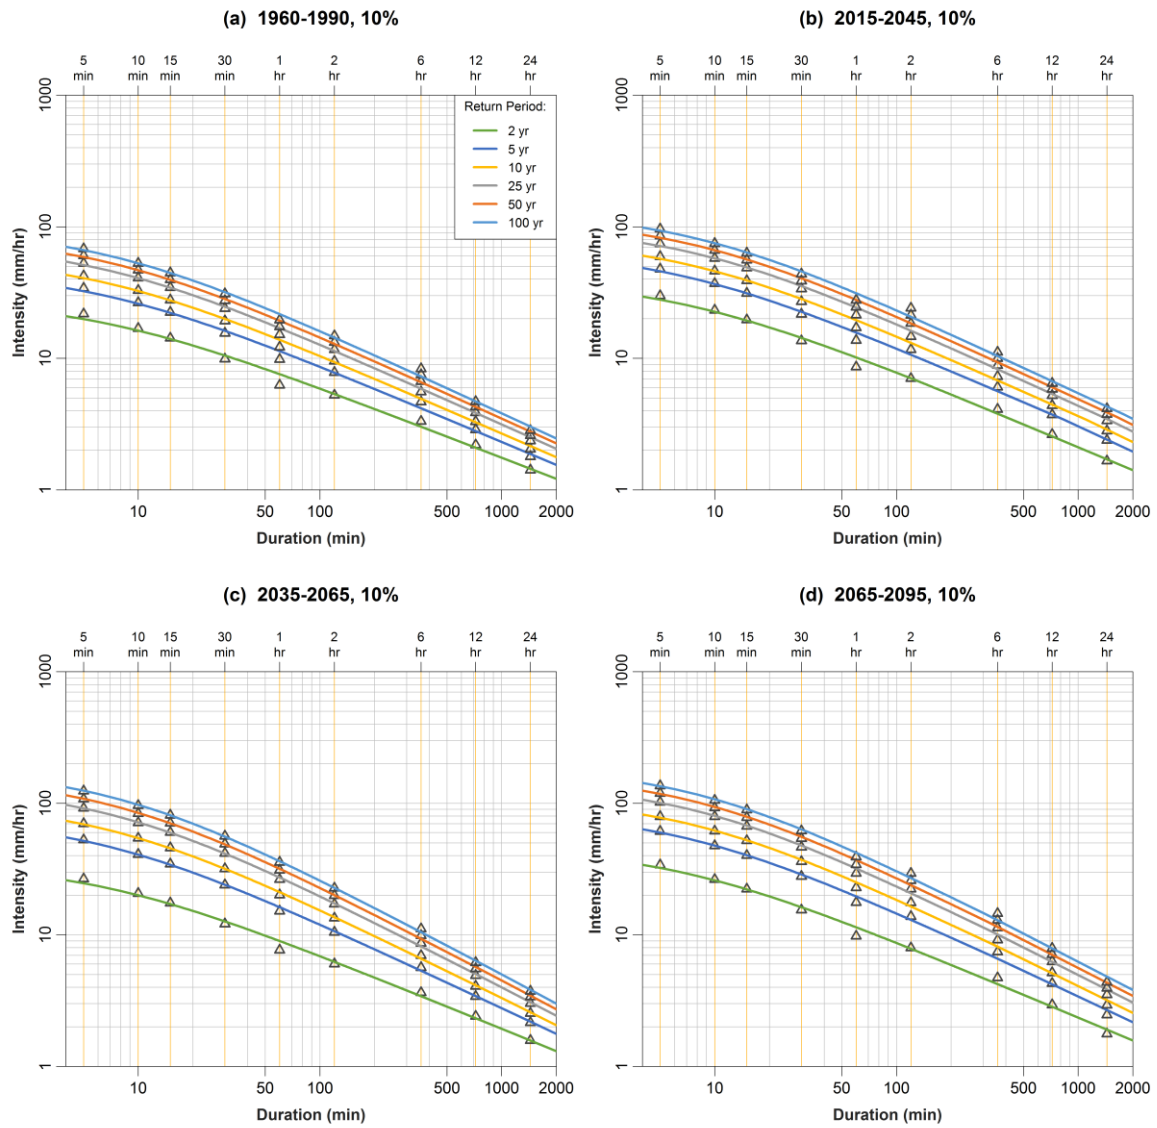 (a) 1960-1990, 10%
5 10 15 30 1 2 6 12 24
min min min min hr hr hr hr hr
1000
100
10
1
Intensity (mm/hr)
Return Period:
2 yr
5 yr
10 yr
25 yr
50 yr
100 yr
10 50 100 500 1000 2000
Duration (min)
(b) 2015-2045, 10%
5 10 15 30 1 2 6 12 24
min min min min hr hr hr hr hr
1000
100
10
1
Intensity (mm/hr)
10 50 100 500 1000 2000
Duration (min)
(c) 2035-2065, 10%
5 10 15 30 1 2 6 12 24
min min min min hr hr hr hr hr
1000
100
10
1
Intensity (mm/hr)
10 50 100 500 1000 2000
Duration (min)
(d) 2065-2095, 10%
5 10 15 30 1 2 6 12 24
min min min min hr hr hr hr hr
1000
100
10
1
Intensity (mm/hr)
10 50 100 500 1000 2000
Duration (min)